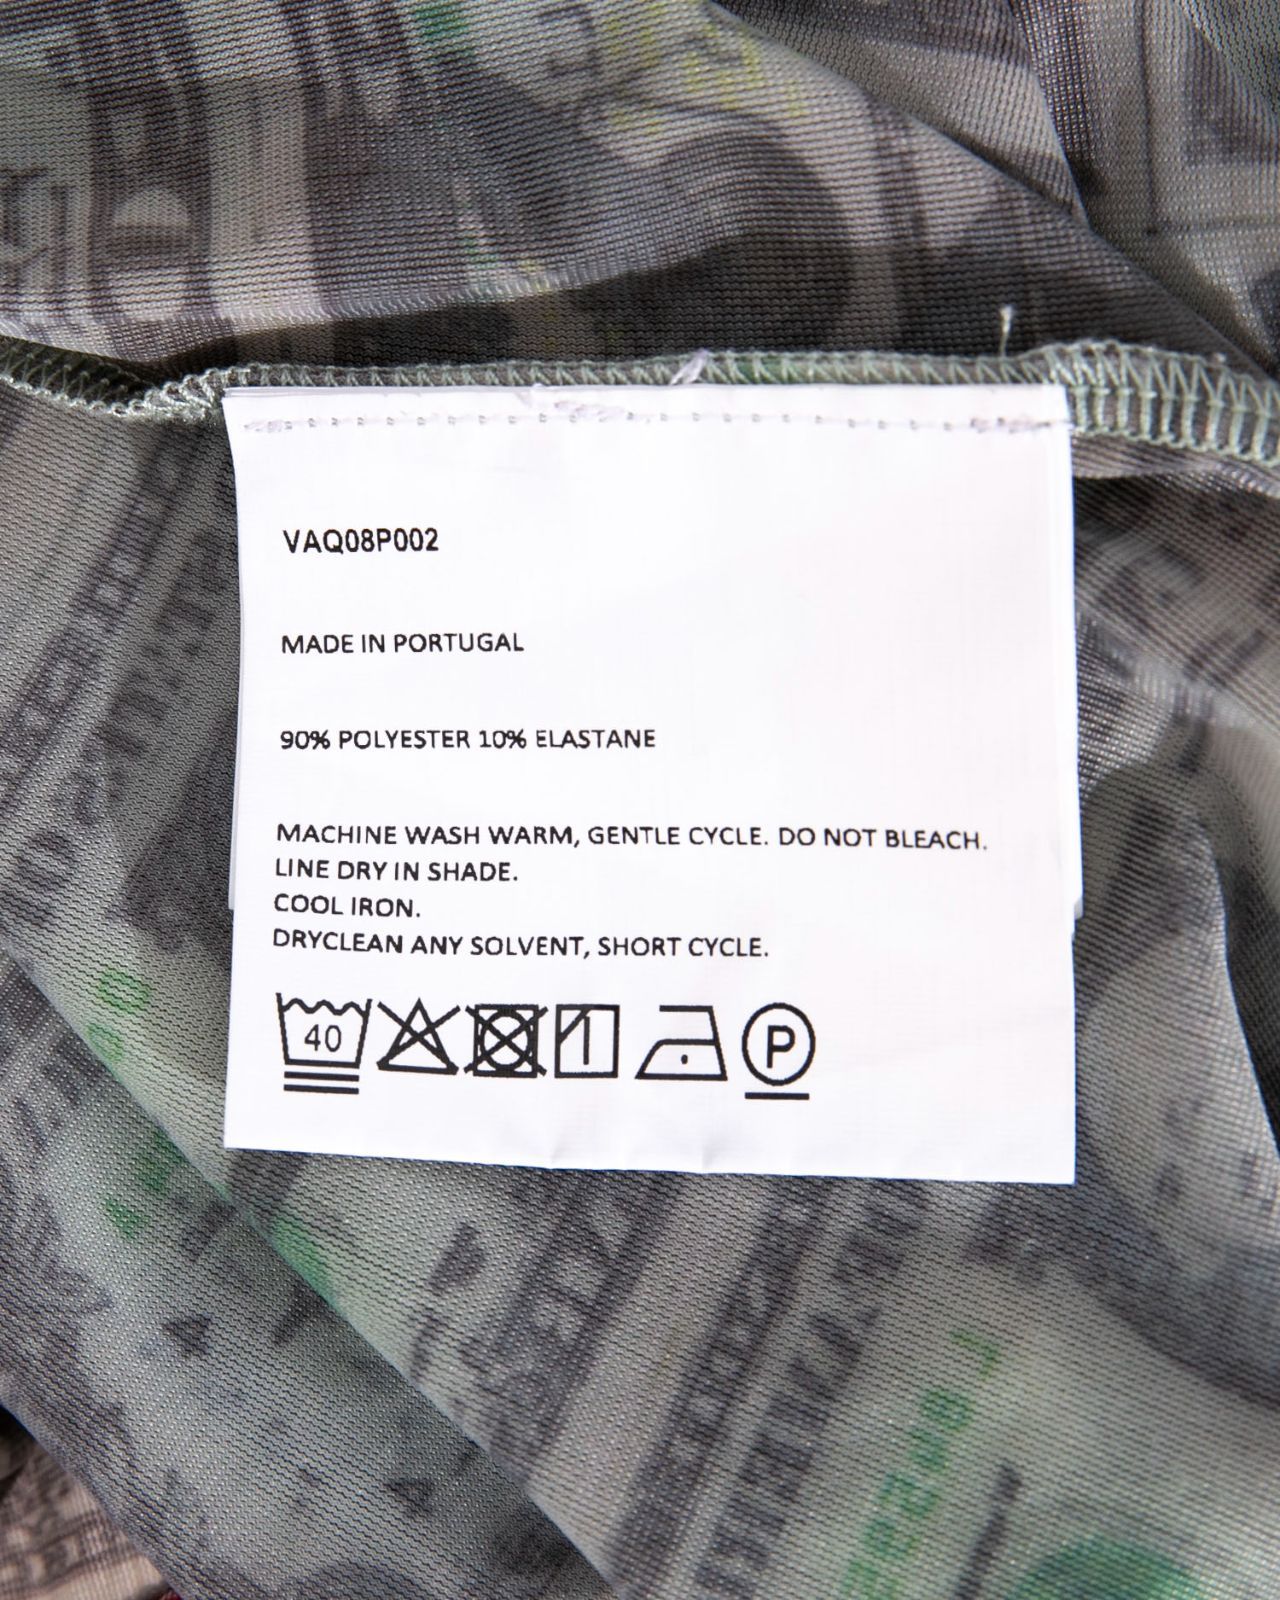 VAQ08P002
MADE IN PORTUGAL
90% POLYESTER 10% ELASTANE
MACHINE WASH WARM, GENTLE CYCLE. DO NOT BLEACH.
LINE DRY IN SHADE.
COOL IRON.
DRYCLEAN ANY SOLVENT, SHORT CYCLE.
40 P